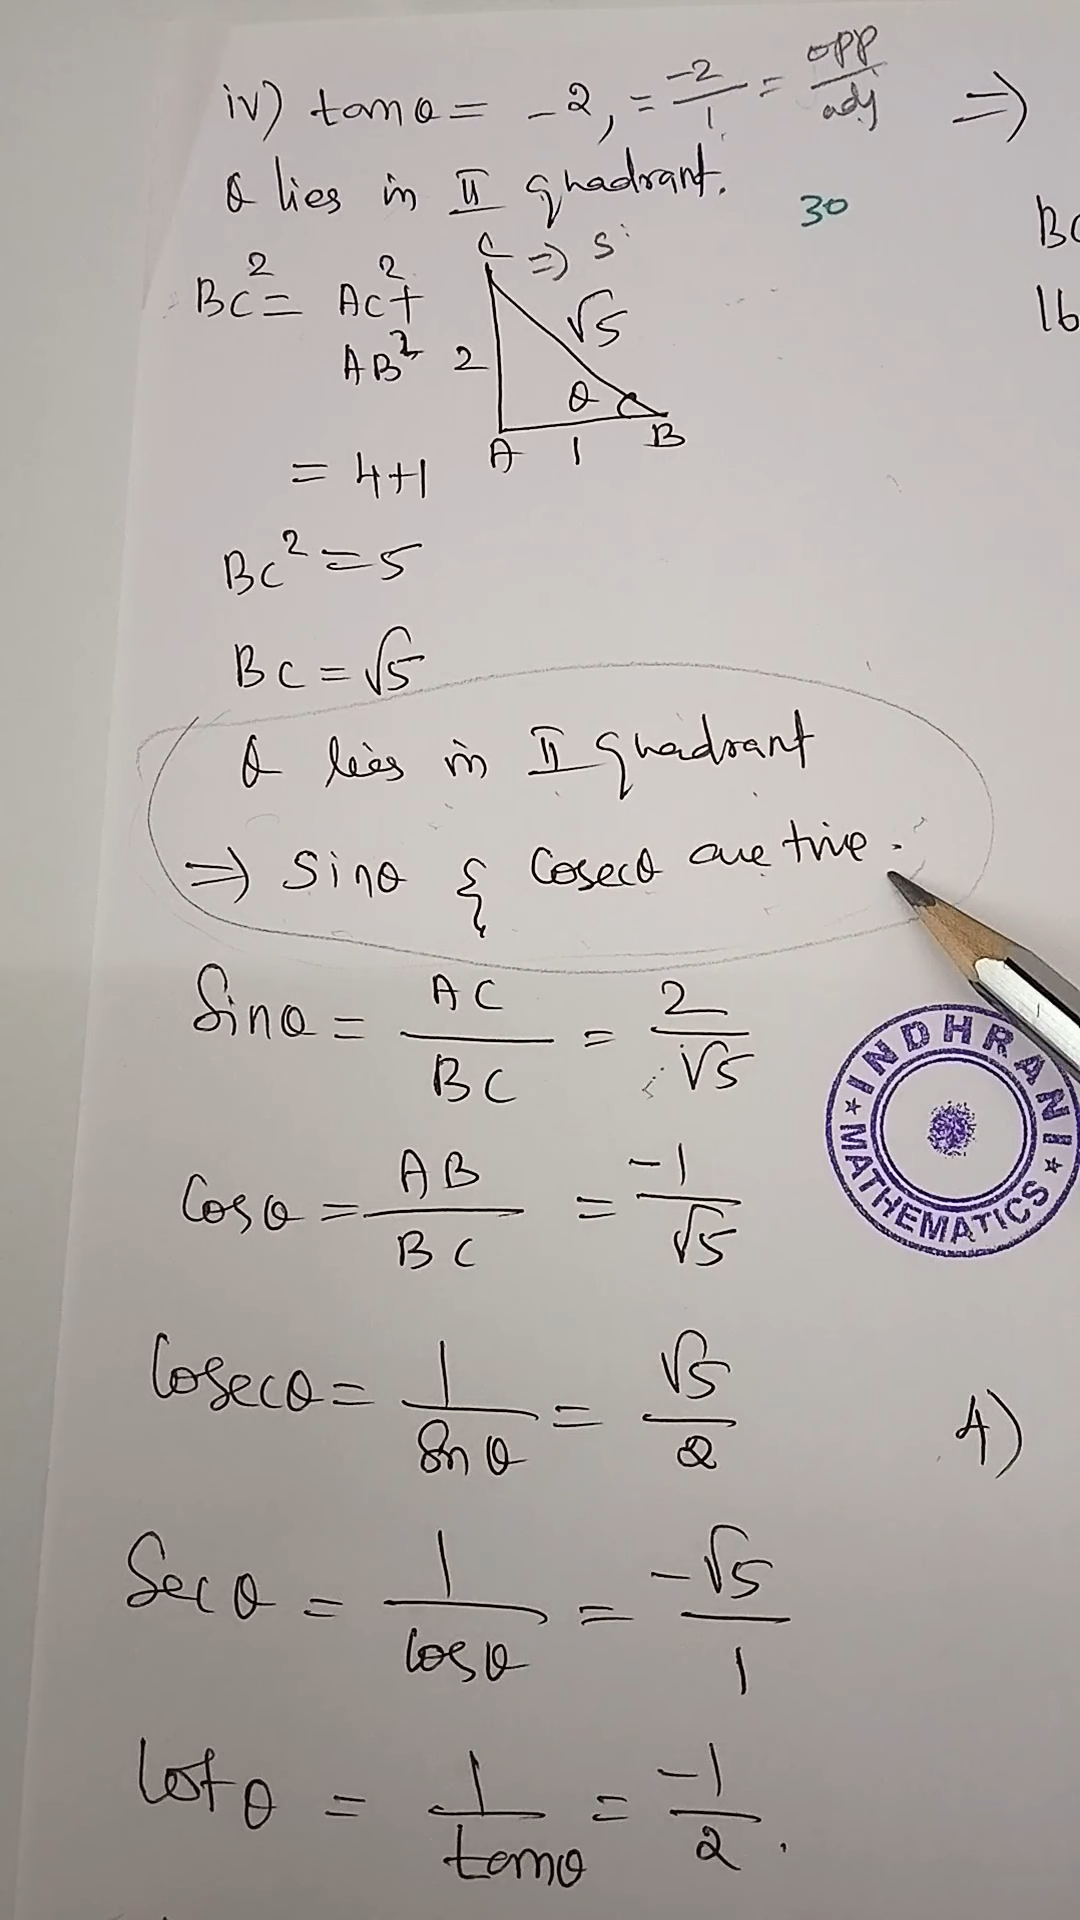 iv) tanθ = -2, = -2/1 = opp/adj =>
θ lies in II quadrant.
30
BC² = AC² +
AB²
C => S
2
√5
θ
A 1 B
= 4+1
BC² = 5
BC = √5
θ lies in II quadrant
=> sinθ & cosecθ are +ive.
Sinθ = AC/BC = 2/√5
Cosθ = AB/BC = -1/√5
Cosecθ = 1/Sinθ = √5/2
4)
Secθ = 1/cosθ = -√5/1
Cotθ = 1/tanθ = -1/2.
INDHRANI
MATHEMATICS
16